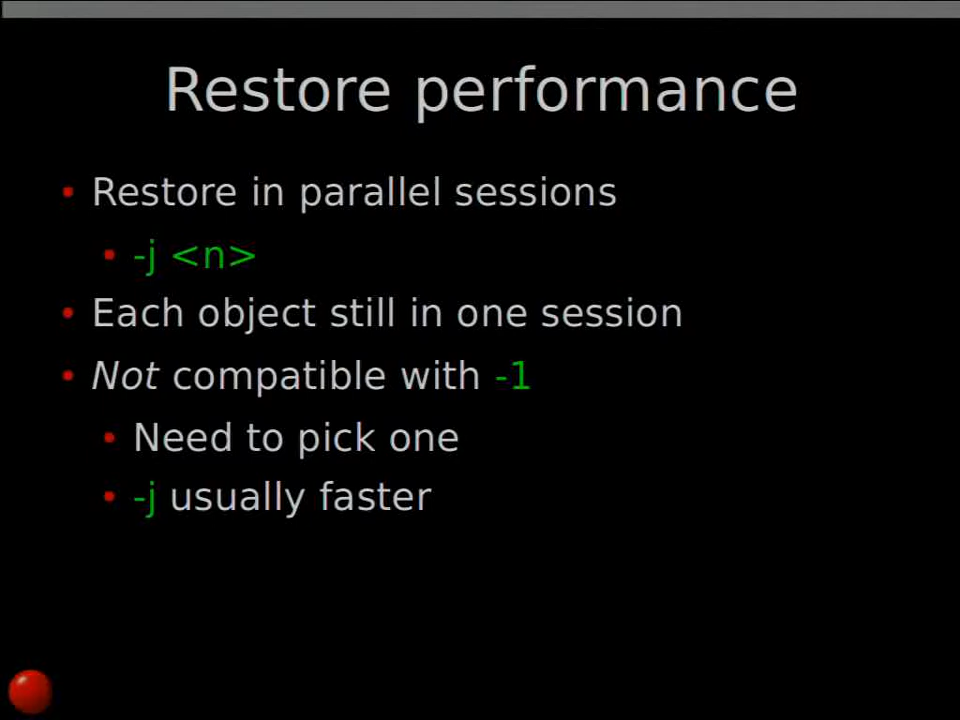 Restore performance
Restore in parallel sessions
-j <n>
Each object still in one session
Not compatible with -1
Need to pick one
-j usually faster